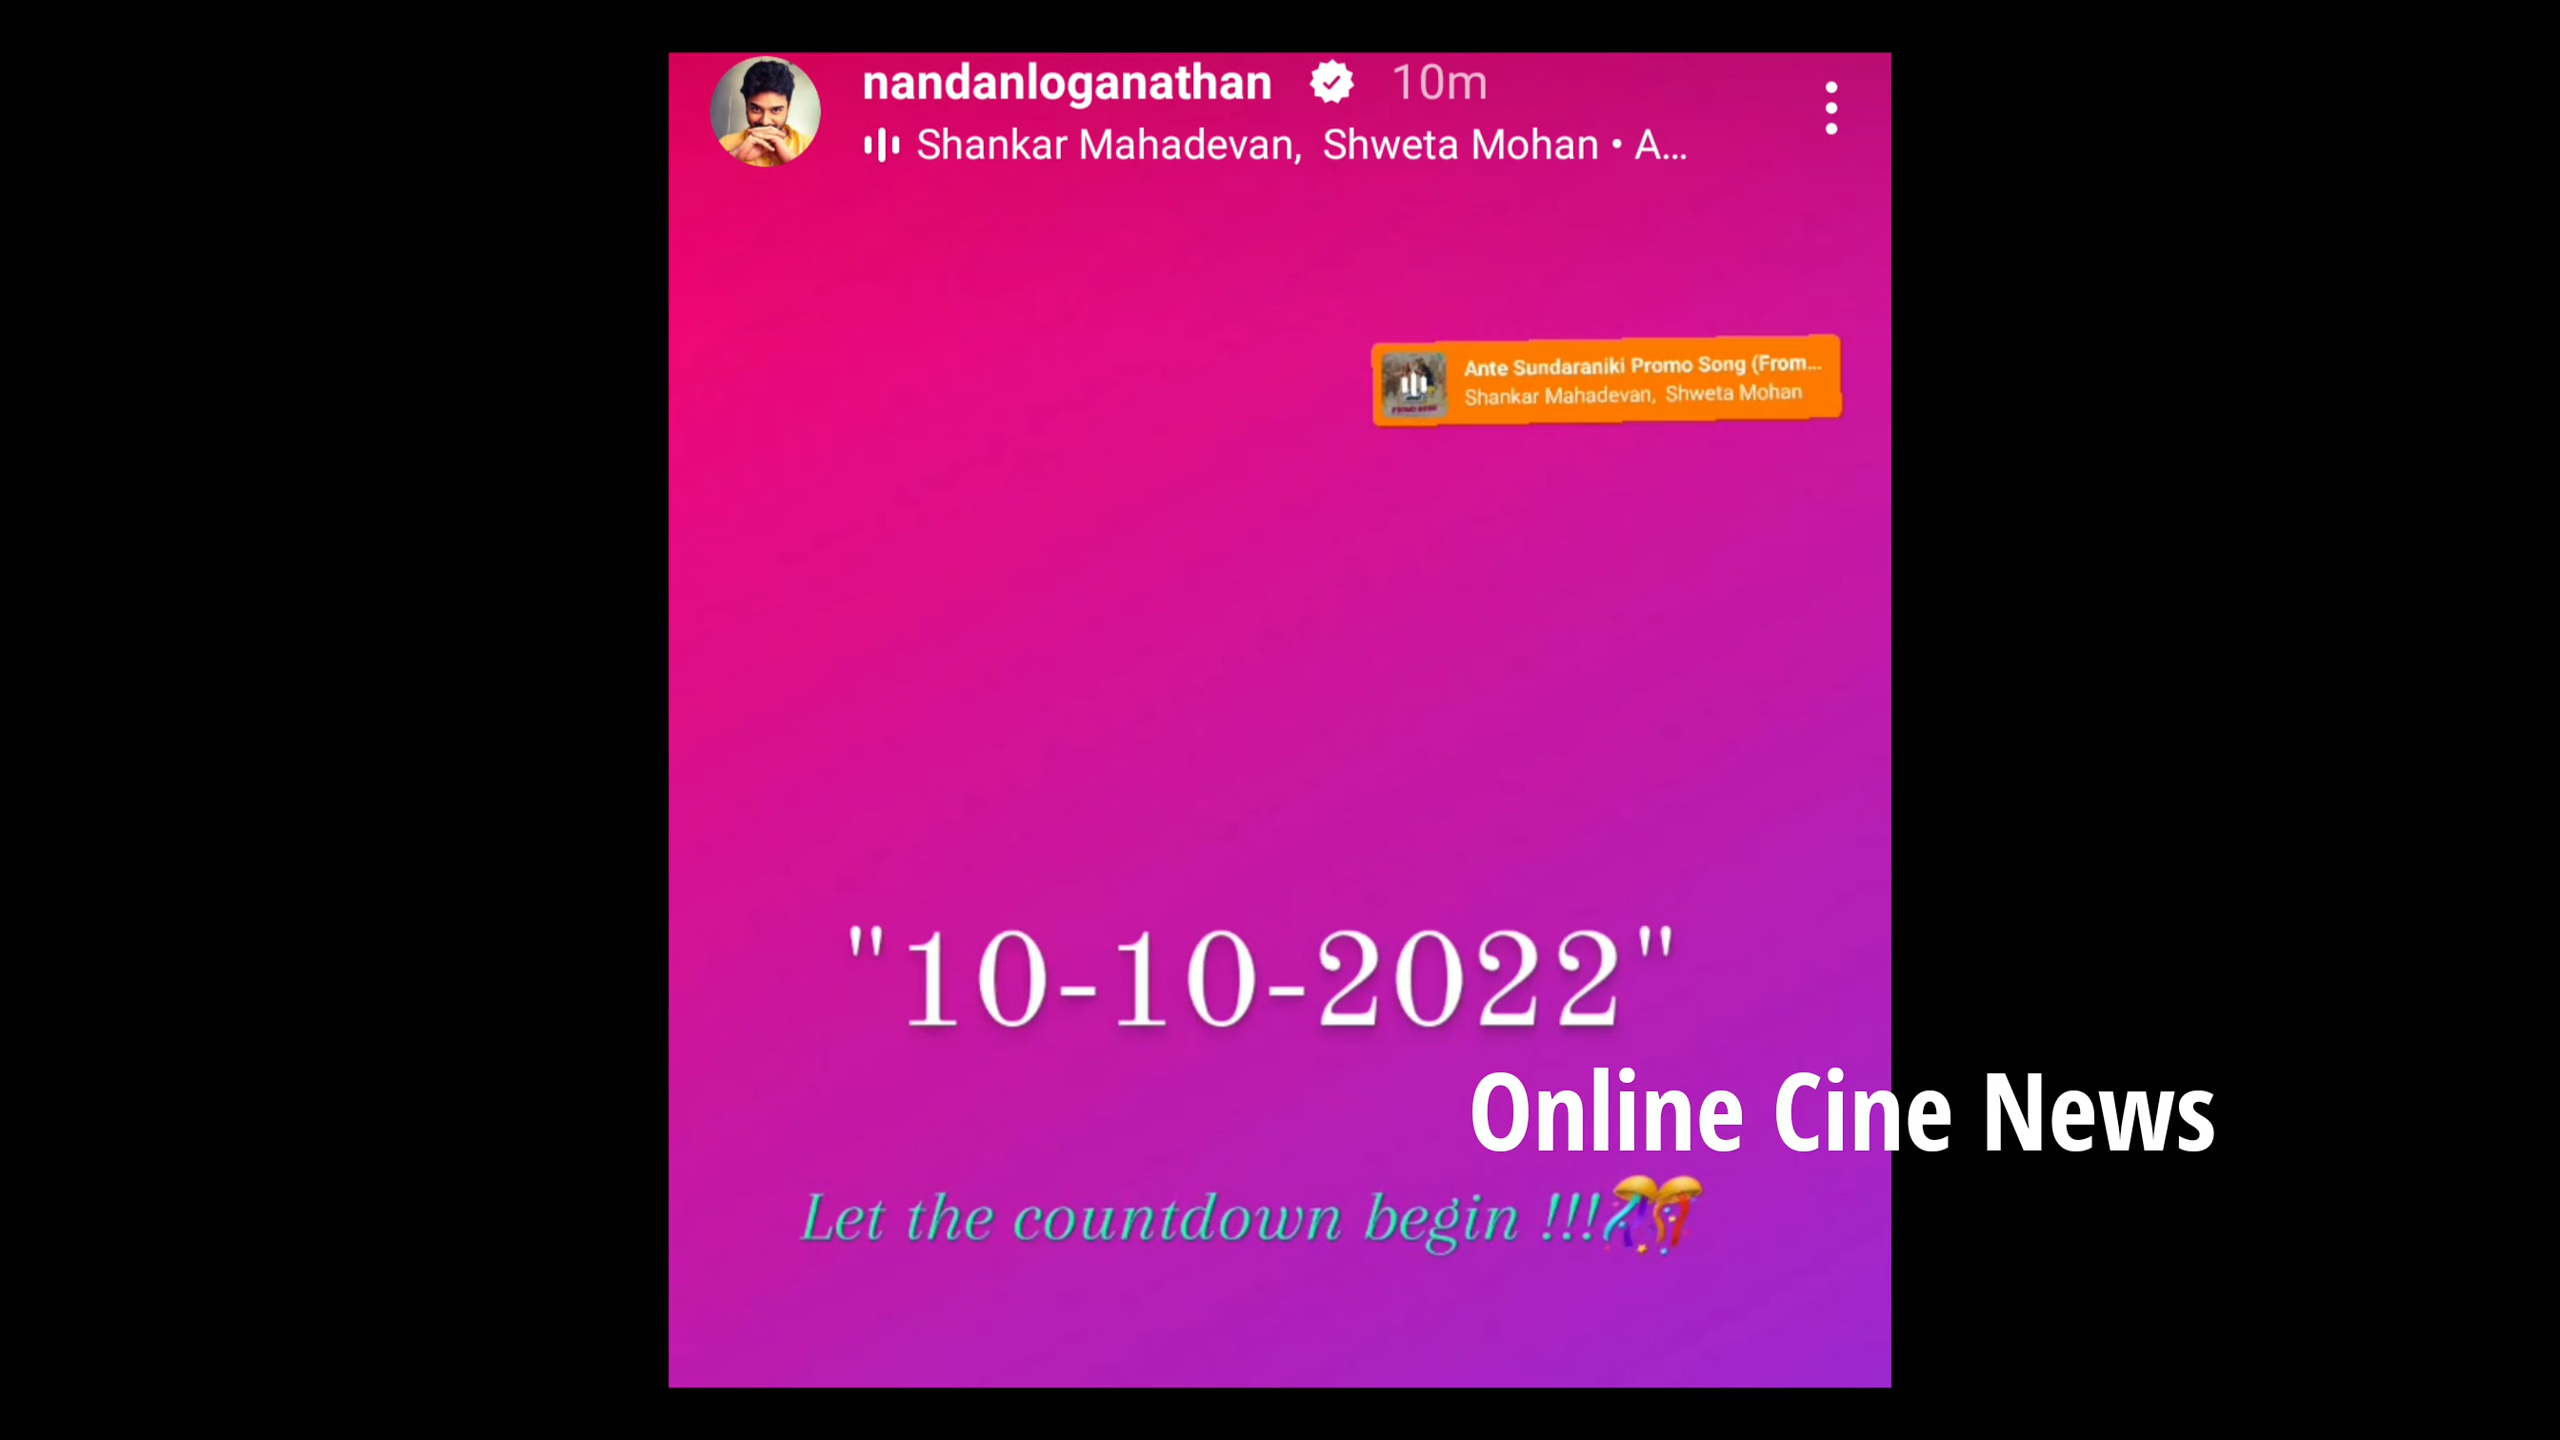 nandanloganathan 10m
Shankar Mahadevan, Shweta Mohan • A...
Ante Sundaraniki Promo Song (From...
Shankar Mahadevan, Shweta Mohan
"10-10-2022"
Online Cine News
Let the countdown begin !!!